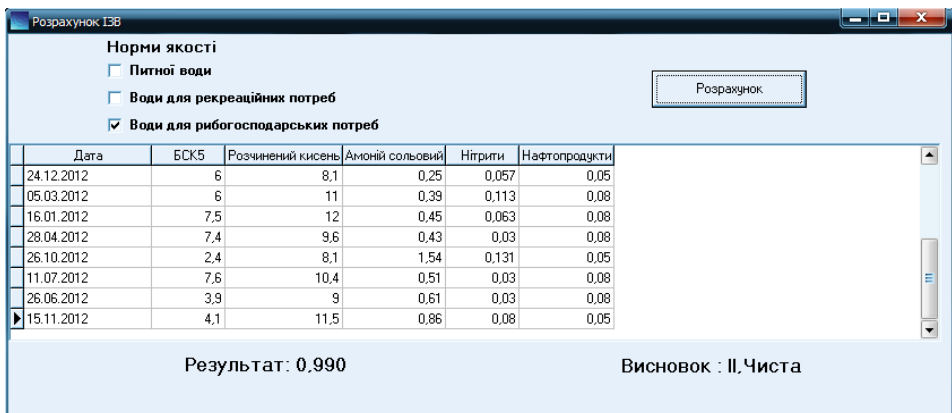 Розрахунок ІЗВ
Норми якості
Питної води
Води для рекреаційних потреб
Води для рибогосподарських потреб
Розрахунок
Дата БСК5 Розчинений кисень Амоній сольовий Нітрити Нафтопродукти
24.12.2012 6 8,1 0,25 0,057 0,05
05.03.2012 6 11 0,39 0,113 0,08
16.01.2012 7,5 12 0,45 0,063 0,08
28.04.2012 7,4 9,6 0,43 0,03 0,08
26.10.2012 2,4 8,1 1,54 0,131 0,05
11.07.2012 7,6 10,4 0,51 0,03 0,08
26.06.2012 3,9 9 0,61 0,03 0,08
15.11.2012 4,1 11,5 0,86 0,08 0,05
Результат: 0,990 Висновок : II,Чиста